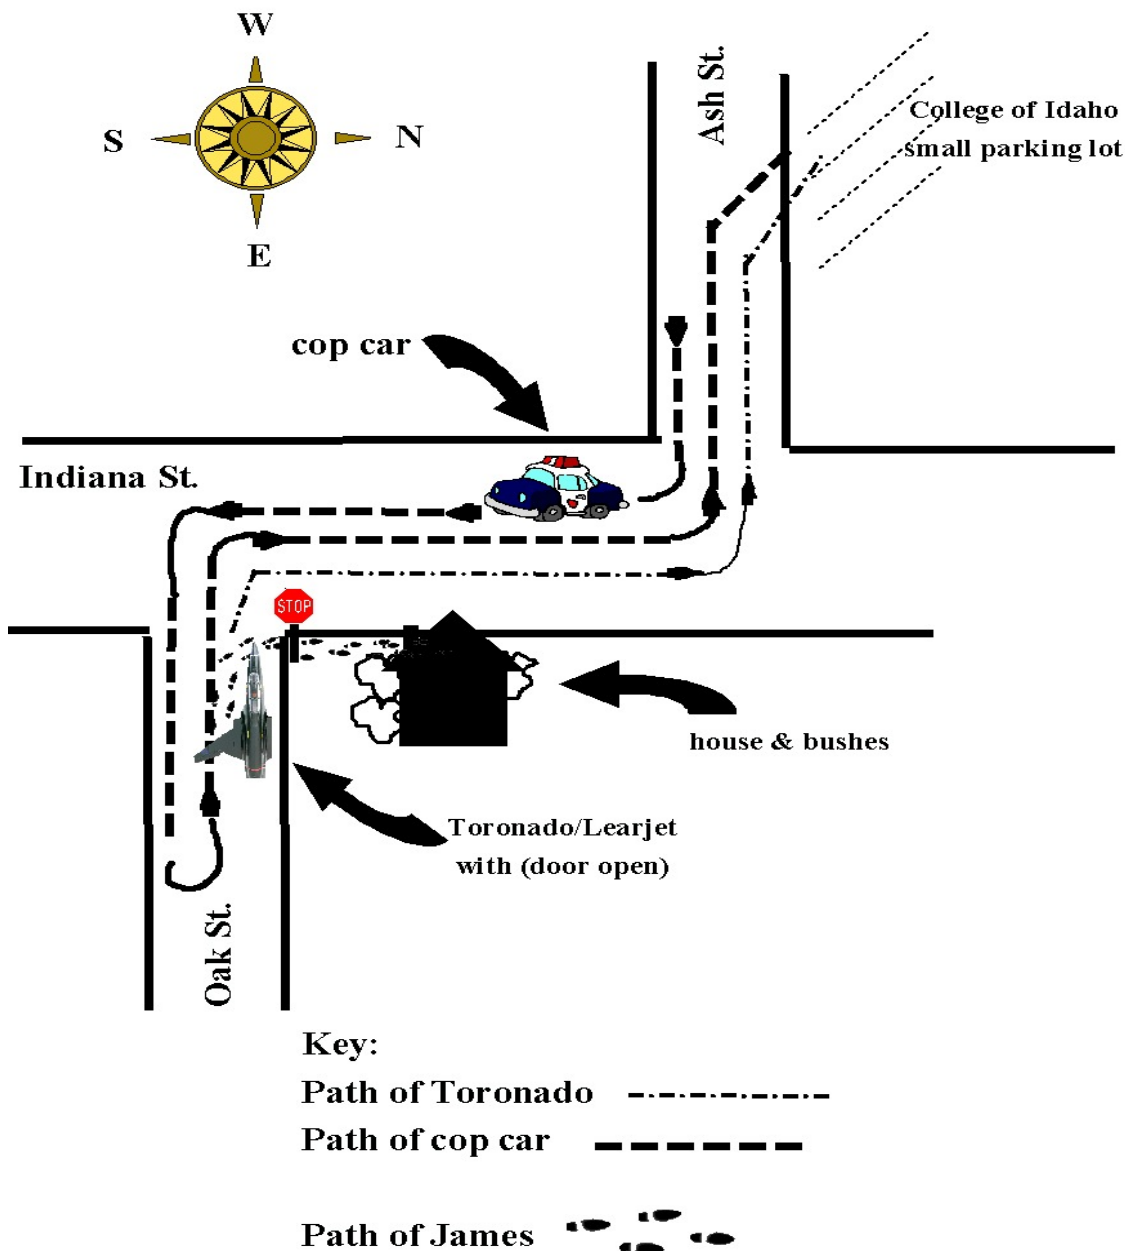 W
S
N
E
Ash St.
College of Idaho
small parking lot
cop car
Indiana St.
STOP
house & bushes
Toronado/Learjet
with (door open)
Oak St.
Key:
Path of Toronado
Path of cop car
Path of James